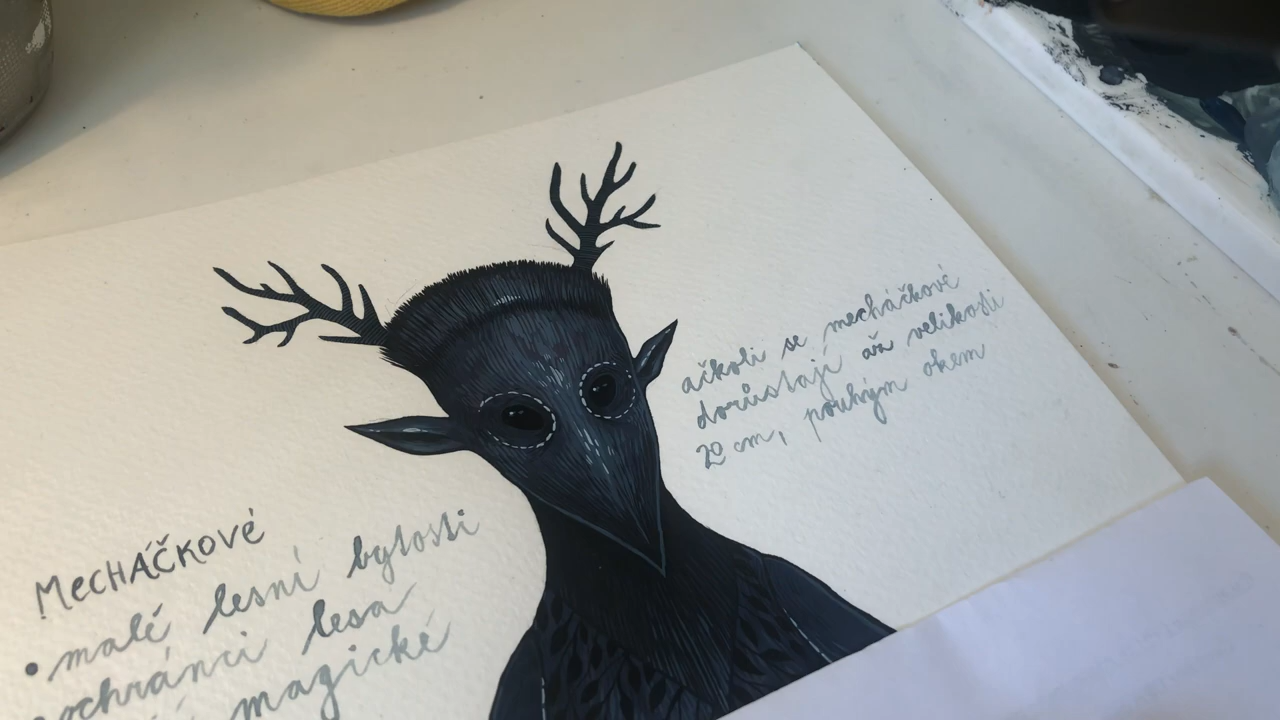 MecHÁČKOVÉ
• malé lesní bytosti
ochránci lesa
magické
ačkoli se mecháčkové
dorůstají až velikosti
20 cm, pouhým okem